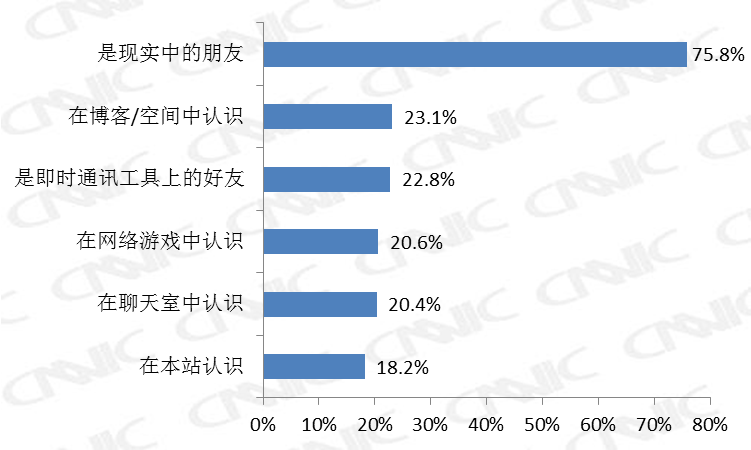 是现实中的朋友 75.8%
在博客/空间中认识 23.1%
是即时通讯工具上的好友 22.8%
在网络游戏中认识 20.6%
在聊天室中认识 20.4%
在本站认识 18.2%
0% 10% 20% 30% 40% 50% 60% 70% 80%
CNNIC